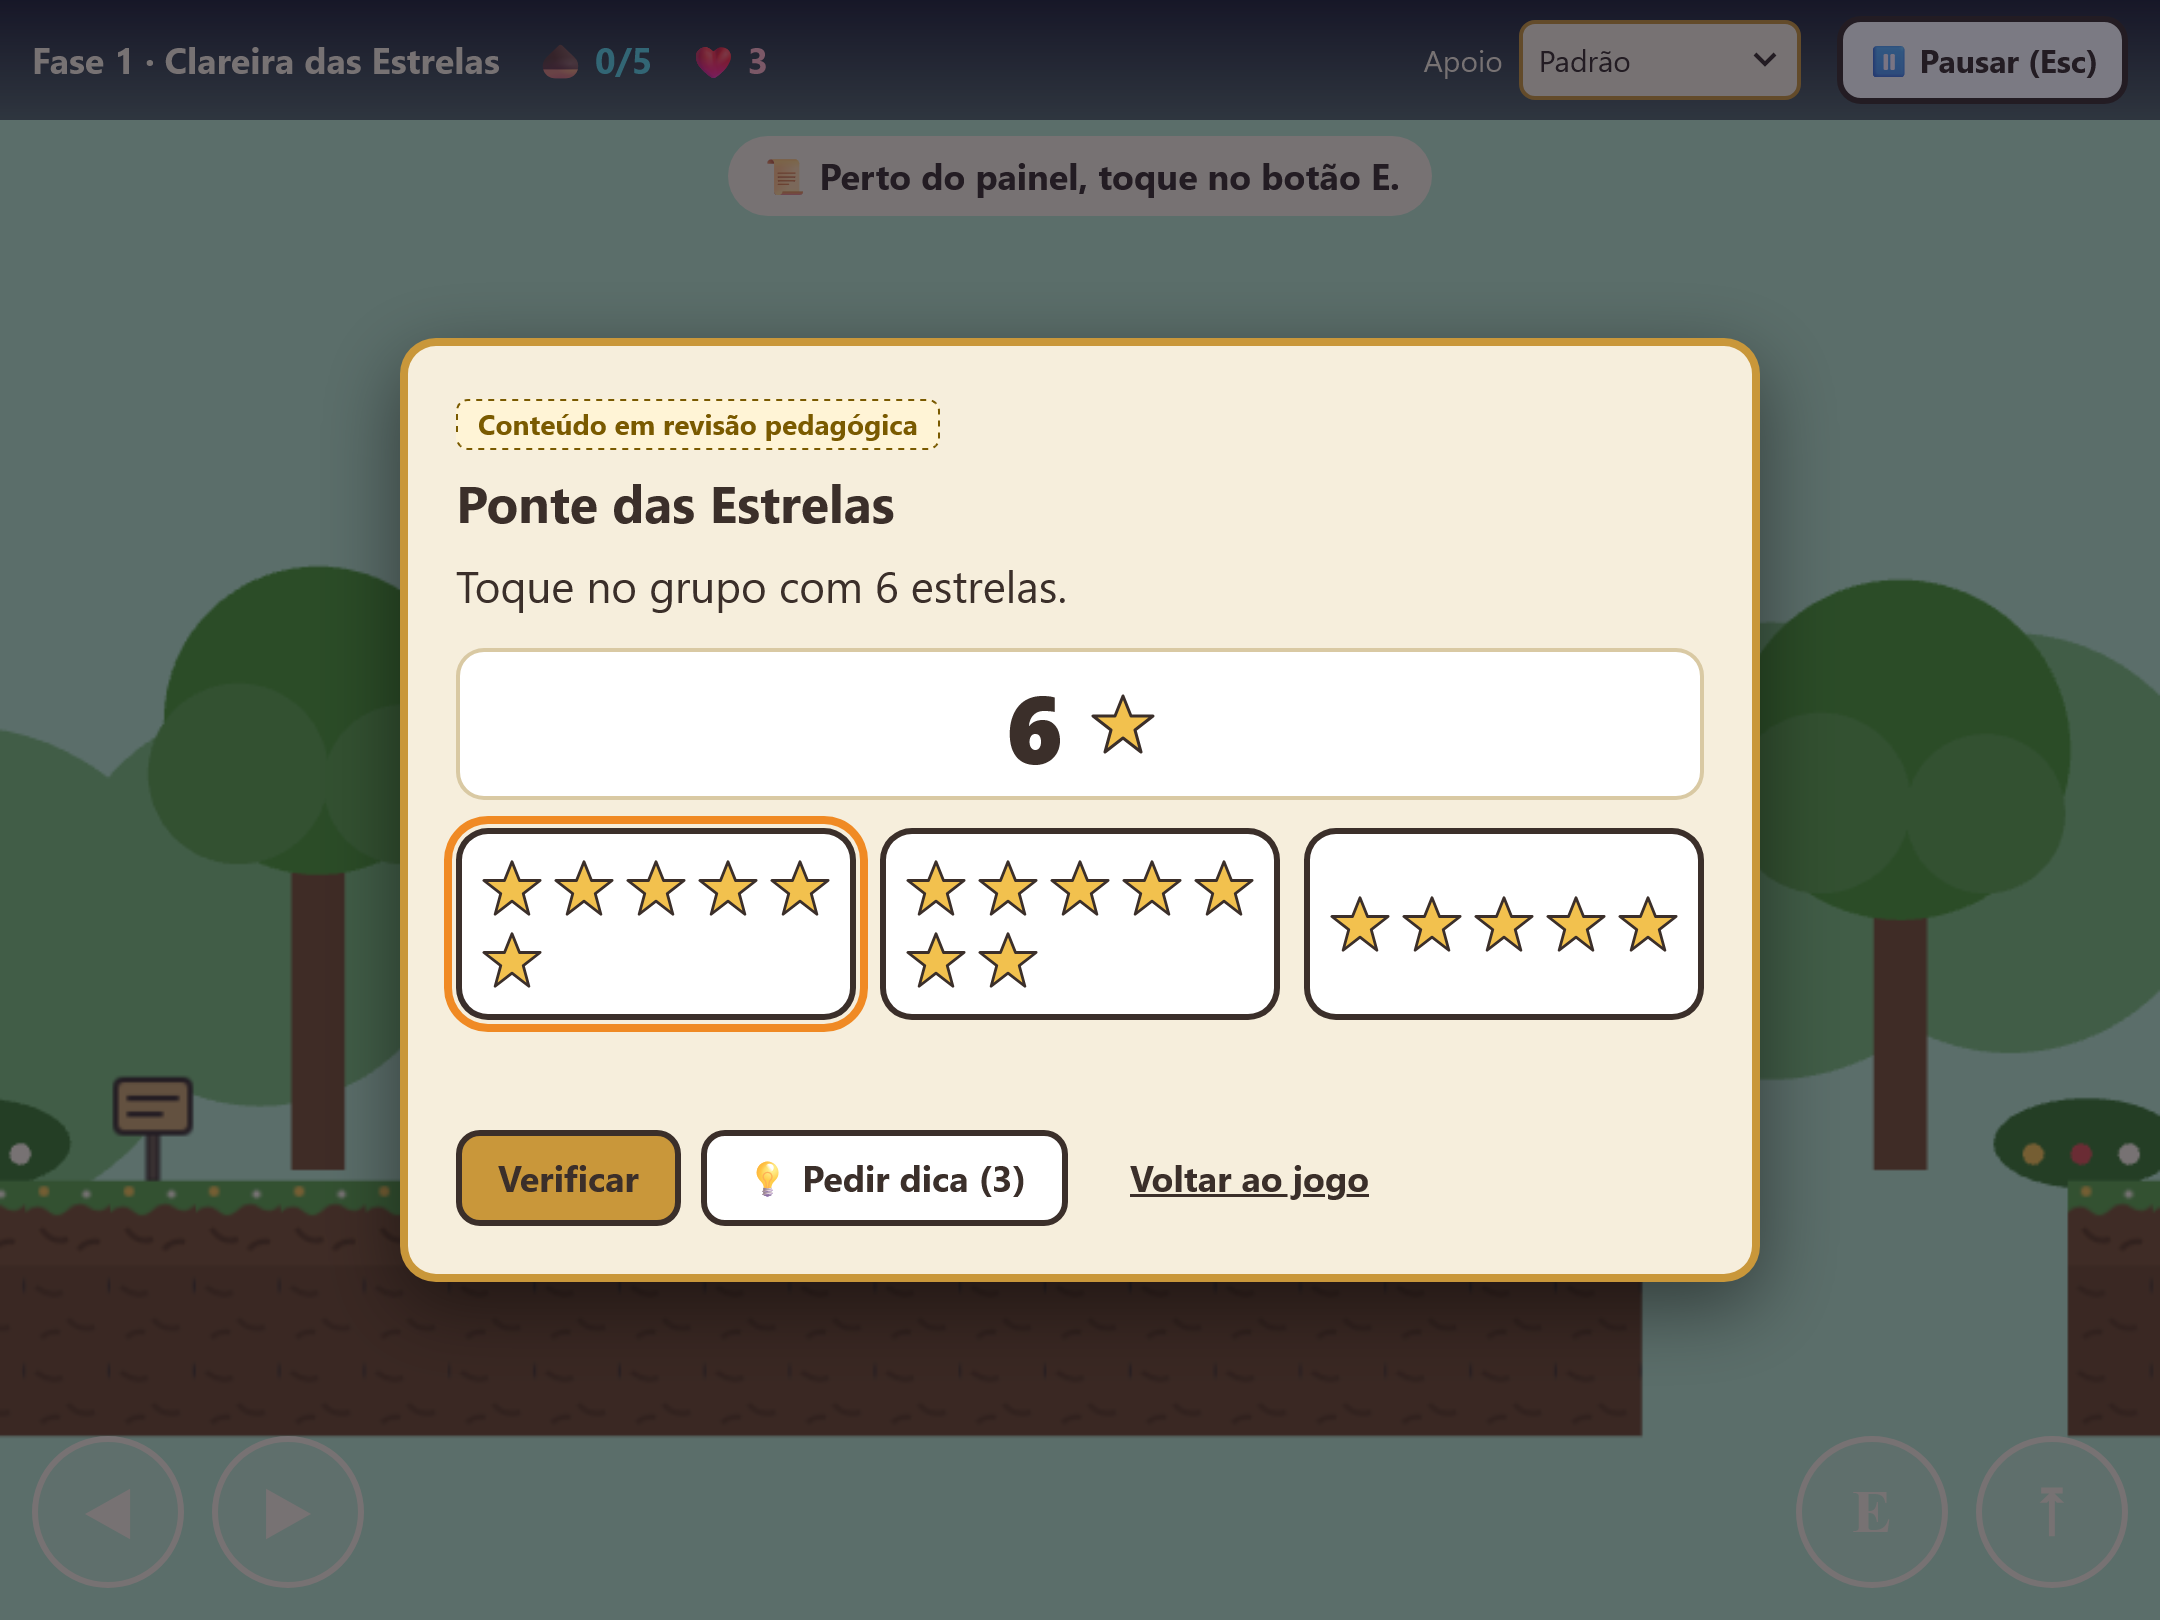 Fase 1 · Clareira das Estrelas
0/5
3
Apoio
Padrão
Pausar (Esc)
Perto do painel, toque no botão E.
Conteúdo em revisão pedagógica
Ponte das Estrelas
Toque no grupo com 6 estrelas.
6
Verificar
Pedir dica (3)
Voltar ao jogo
E